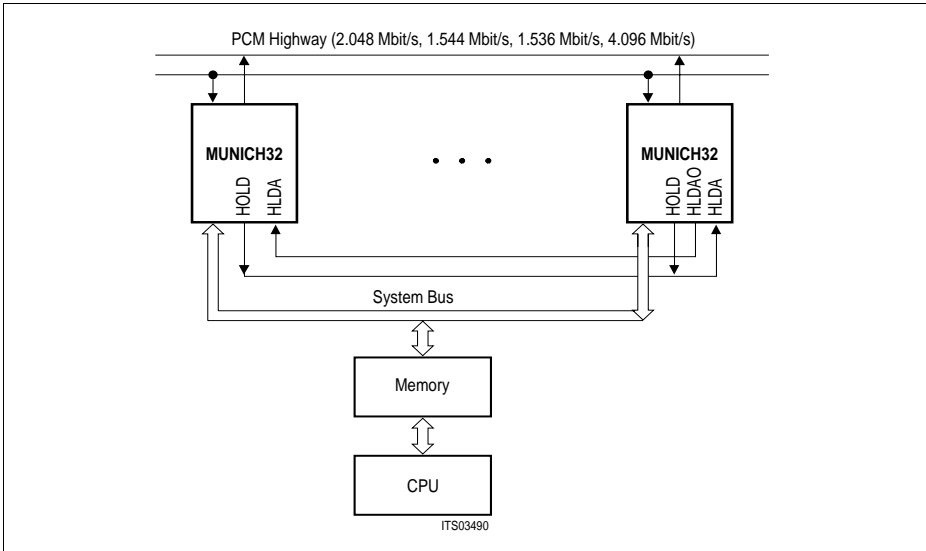 PCM Highway (2.048 Mbit/s, 1.544 Mbit/s, 1.536 Mbit/s, 4.096 Mbit/s)
MUNICH32
HOLD
HLDA
. . .
MUNICH32
HOLD
HLDAO
HLDA
System Bus
Memory
CPU
ITS03490